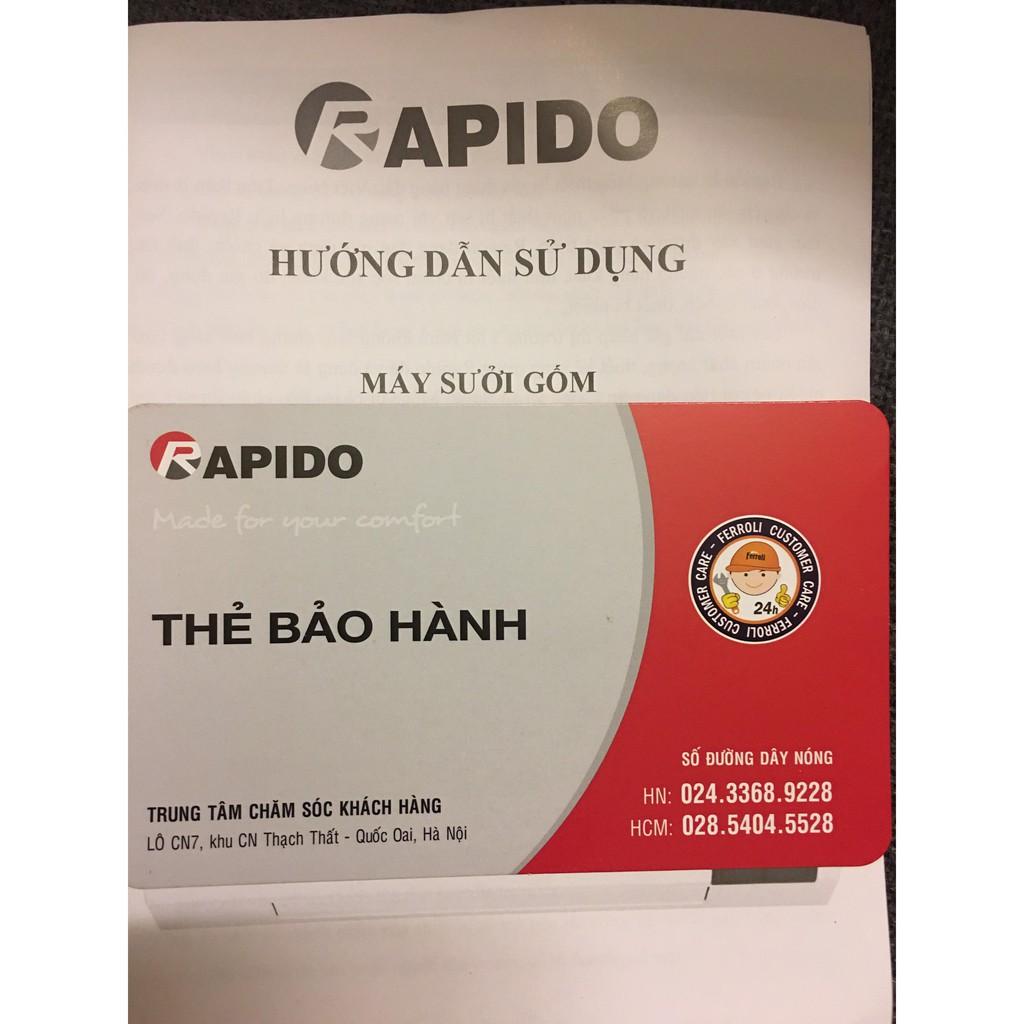 RAPIDO
HƯỚNG DẪN SỬ DỤNG
MÁY SƯỞI GỐM
RAPIDO
Made for your comfort
THẺ BẢO HÀNH
FERROLI CUSTOMER CARE - FERROLI CUSTOMER CARE -
Ferroli
24h
SỐ ĐƯỜNG DÂY NÓNG
HN: 024.3368.9228
HCM: 028.5404.5528
TRUNG TÂM CHĂM SÓC KHÁCH HÀNG
LÔ CN7, khu CN Thạch Thất - Quốc Oai, Hà Nội